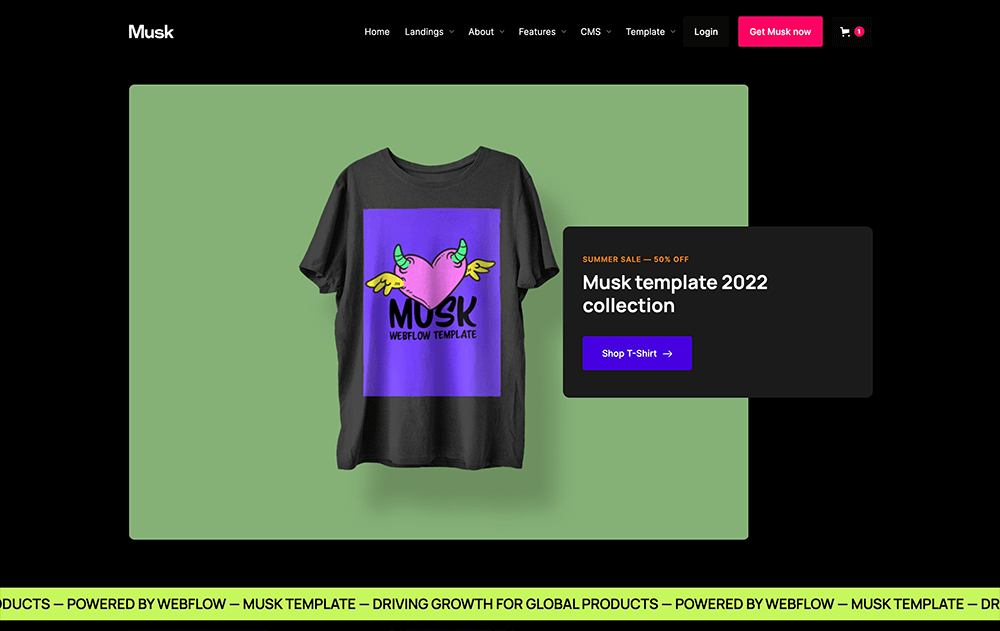 Musk
Home
Landings
About
Features
CMS
Template
Login
Get Musk now
1
SUMMER SALE — 50% OFF
Musk template 2022
collection
Shop T-Shirt →
MUSK
WEBFLOW TEMPLATE
DUCTS — POWERED BY WEBFLOW — MUSK TEMPLATE — DRIVING GROWTH FOR GLOBAL PRODUCTS — POWERED BY WEBFLOW — MUSK TEMPLATE — DR